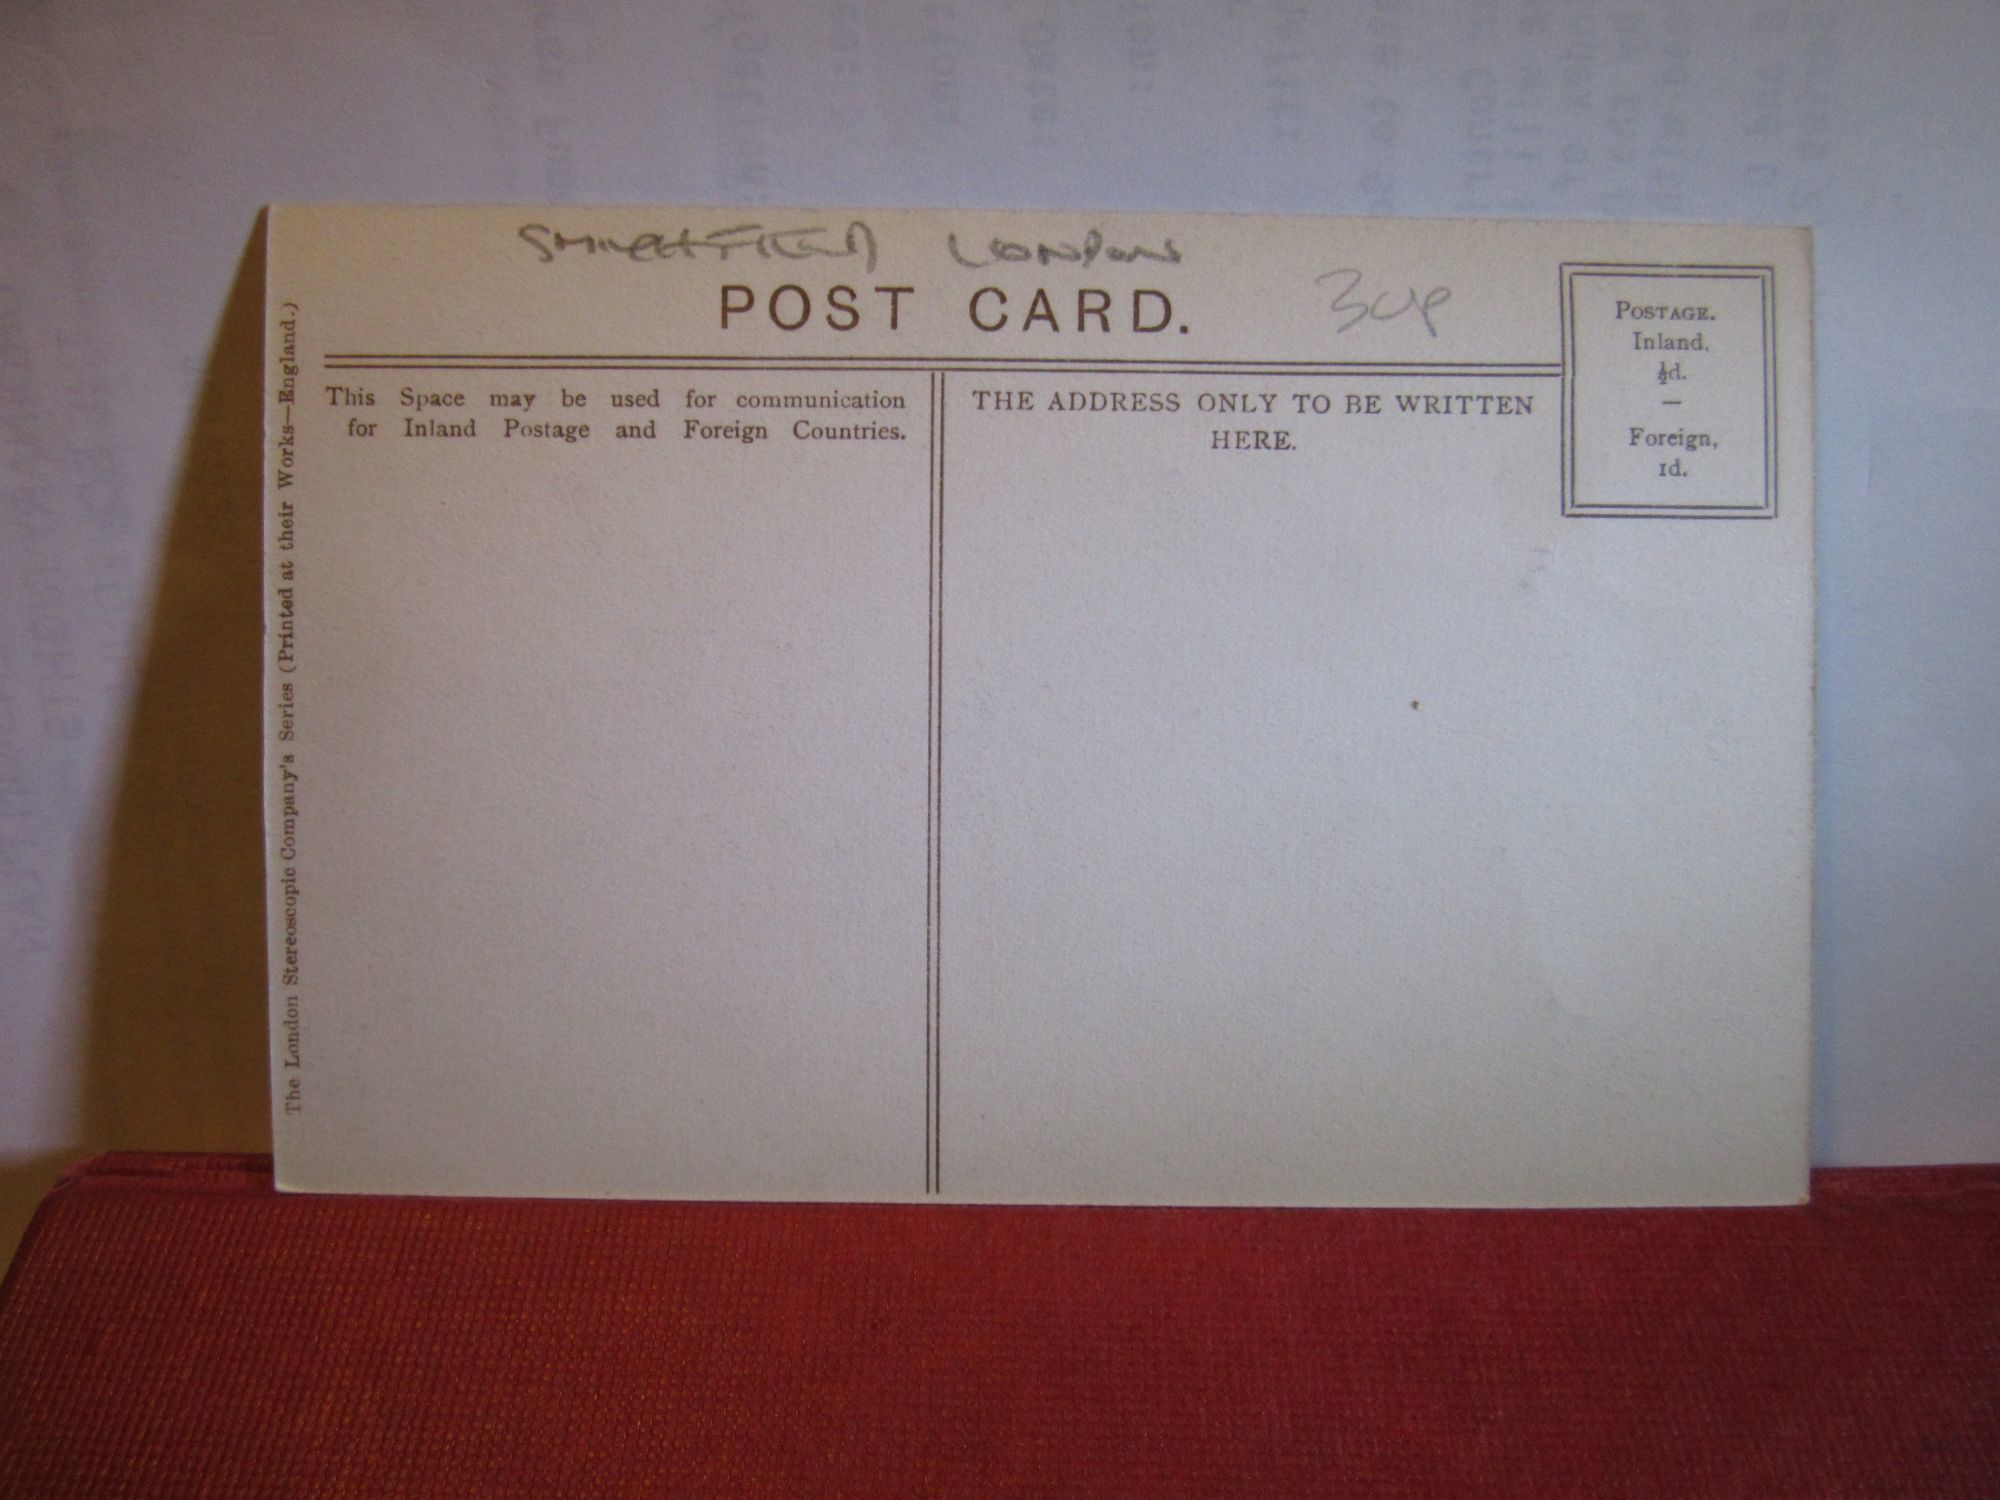 SMITHFIELD LONDON
POST CARD.
30p
POSTAGE.
Inland,
½d.
—
Foreign,
1d.
This Space may be used for communication
for Inland Postage and Foreign Countries.
THE ADDRESS ONLY TO BE WRITTEN
HERE.
The London Stereoscopic Company's Series (Printed at their Works—England.)